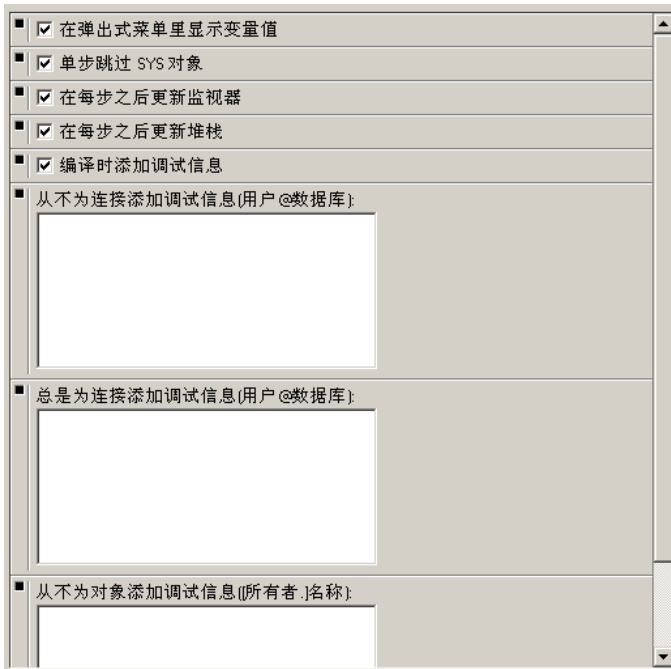 在弹出式菜单里显示变量值
单步跳过 SYS 对象
在每步之后更新监视器
在每步之后更新堆栈
编译时添加调试信息
从不为连接添加调试信息(用户@数据库):
总是为连接添加调试信息(用户@数据库):
从不为对象添加调试信息([所有者.]名称):